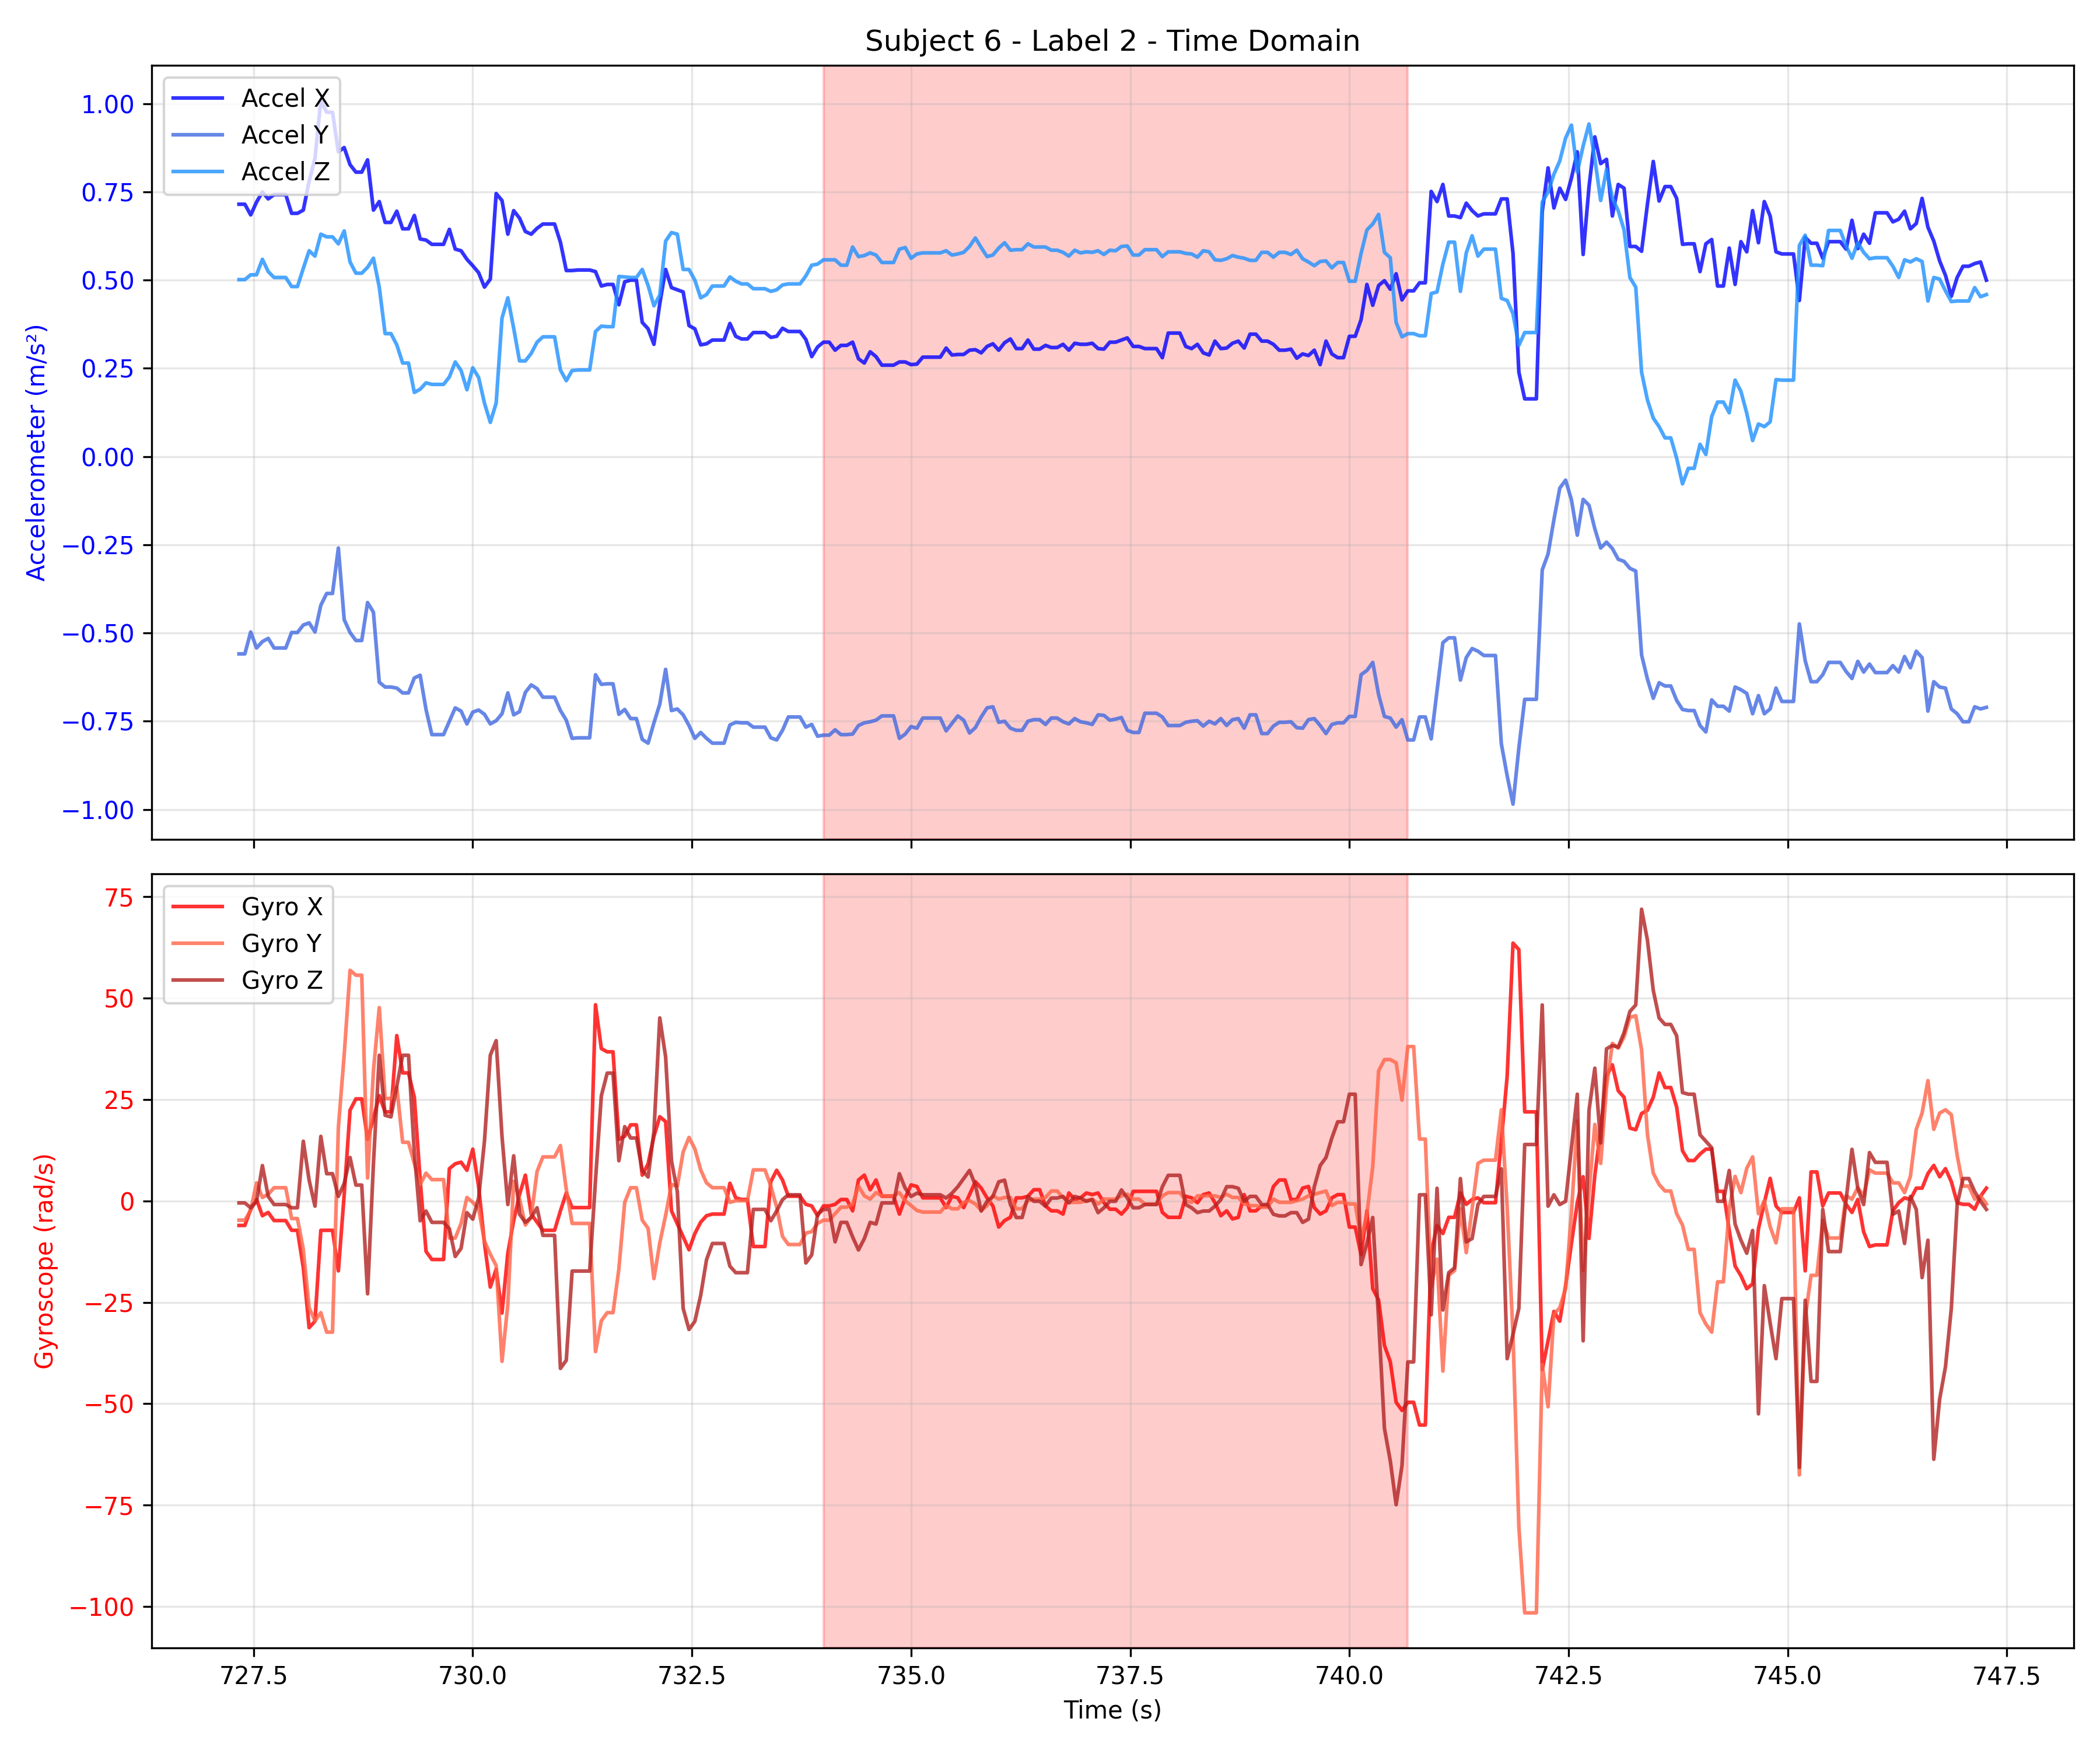 Subject 6 - Label 2 - Time Domain
Accel X
Accel Y
Accel Z
1.00
0.75
0.50
0.25
0.00
−0.25
−0.50
−0.75
−1.00
Accelerometer (m/s²)
Gyro X
Gyro Y
Gyro Z
75
50
25
0
−25
−50
−75
−100
Gyroscope (rad/s)
727.5
730.0
732.5
735.0
737.5
740.0
742.5
745.0
747.5
Time (s)